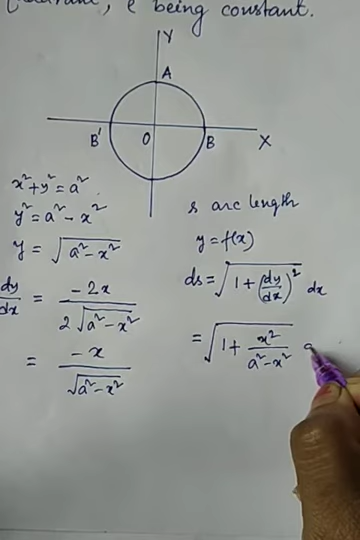 quadrant, ρ being constant.
Y
A
B'
O
B
X
x²+y²=a²
y²=a²-x²
y = √(a²-x²)
dy/dx = -2x / 2√(a²-x²)
= -x / √(a²-x²)
s arc length
y=f(x)
ds=√(1+(dy/dx)²) dx
=√(1+ x²/(a²-x²))